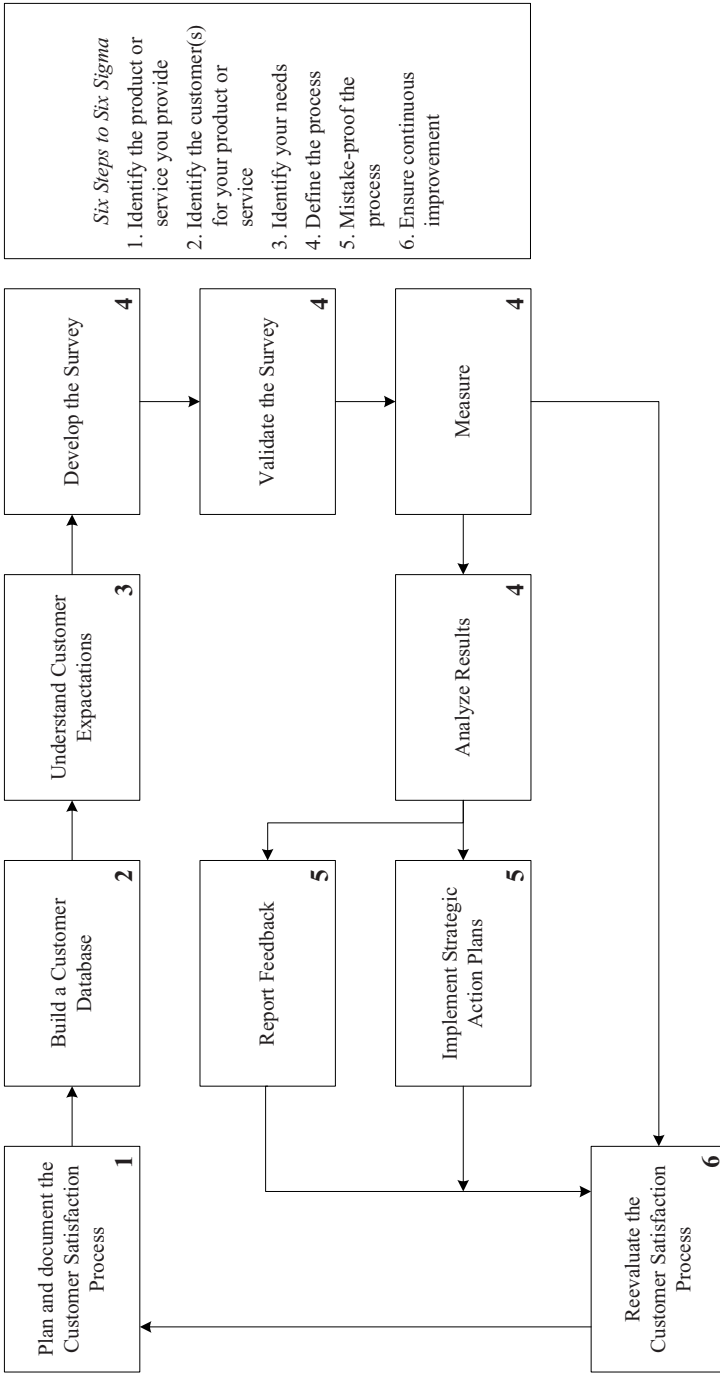 Plan and document the
Customer Satisfaction
Process
1
Build a Customer
Database
2
Understand Customer
Expactations
3
Develop the Survey
4
Six Steps to Six Sigma
1. Identify the product or
service you provide
2. Identify the customer(s)
for your product or
service
3. Identify your needs
4. Define the process
5. Mistake-proof the
process
6. Ensure continuous
improvement
Validate the Survey
4
Measure
4
Analyze Results
4
Report Feedback
5
Implement Strategic
Action Plans
5
Reevaluate the
Customer Satisfaction
Process
6